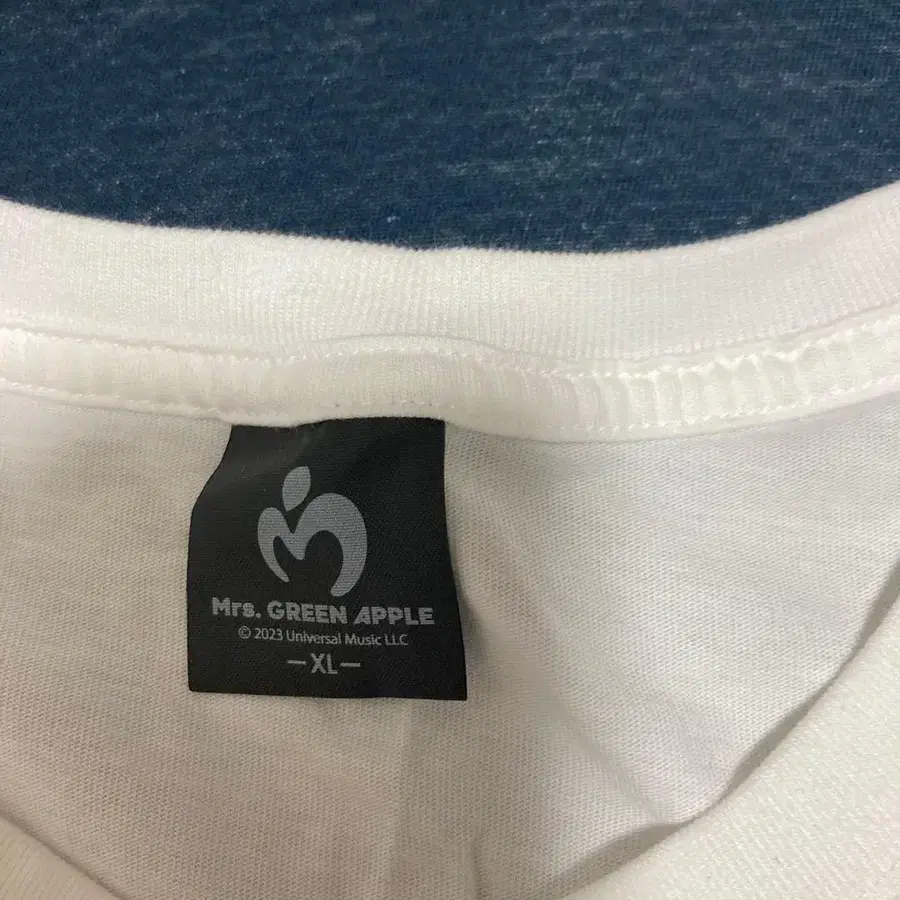 Mrs. GREEN APPLE
© 2023 Universal Music LLC
—XL—